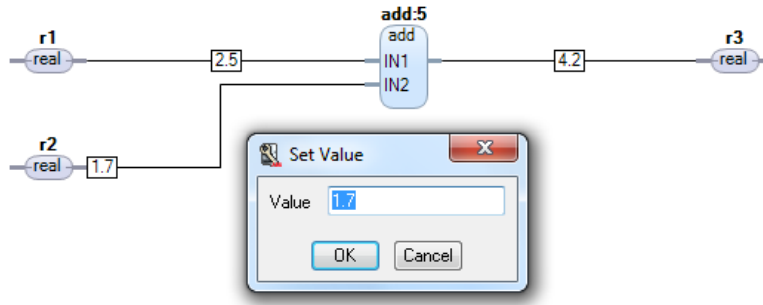 add:5
r1
add
r3
real
2.5
IN1
4.2
real
IN2
r2
real
1.7
Set Value
Value 1.7
OK Cancel